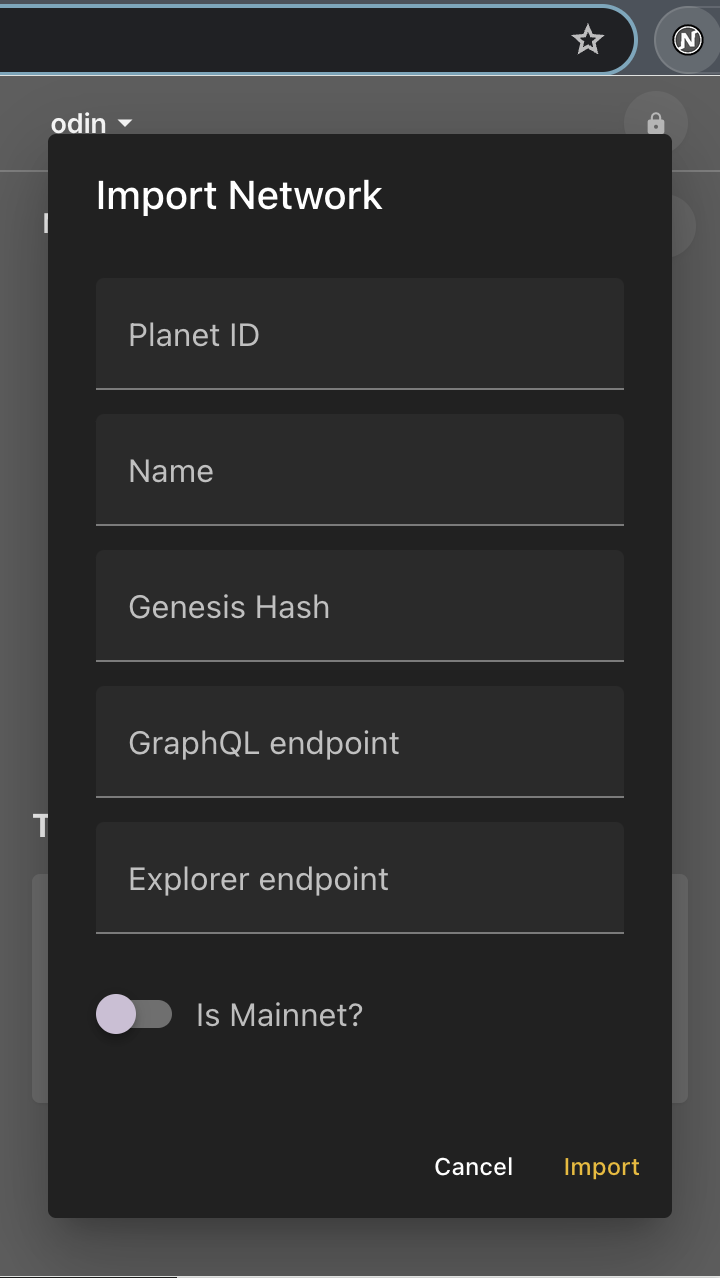 odin
Import Network
Planet ID
Name
Genesis Hash
GraphQL endpoint
Explorer endpoint
Is Mainnet?
Cancel
Import